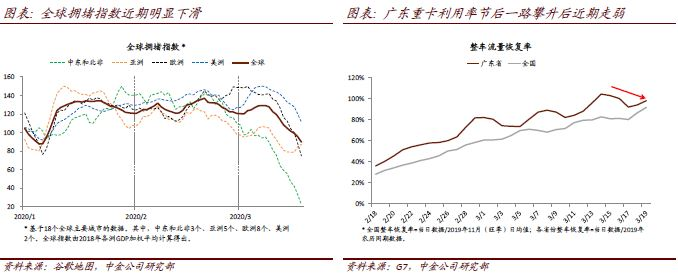 图表：全球拥堵指数近期明显下滑
全球拥堵指数*
中东和北非 亚洲 欧洲 美洲 全球
160
140
120
100
80
60
40
20
2020/1 2020/2 2020/3
*基于18个全球主要城市的数据。其中，中东和北非3个、亚洲5个、欧洲8个、美洲
2个。全球指数由2018年各洲GDP加权平均计算得出。
资料来源：谷歌地图，中金公司研究部
图表：广东重卡利用率节后一路攀升后近期走弱
整车流量恢复率
广东省 全国
120%
100%
80%
60%
40%
20%
0%
2/18 2/20 2/22 2/24 2/26 2/28 3/1 3/3 3/5 3/7 3/9 3/11 3/13 3/15 3/17 3/19
*全国整车恢复率=当日数据/2019年11月（旺季）日均值；各省份整车恢复率=当日数据/2019年
农历同期数据。
资料来源：G7，中金公司研究部